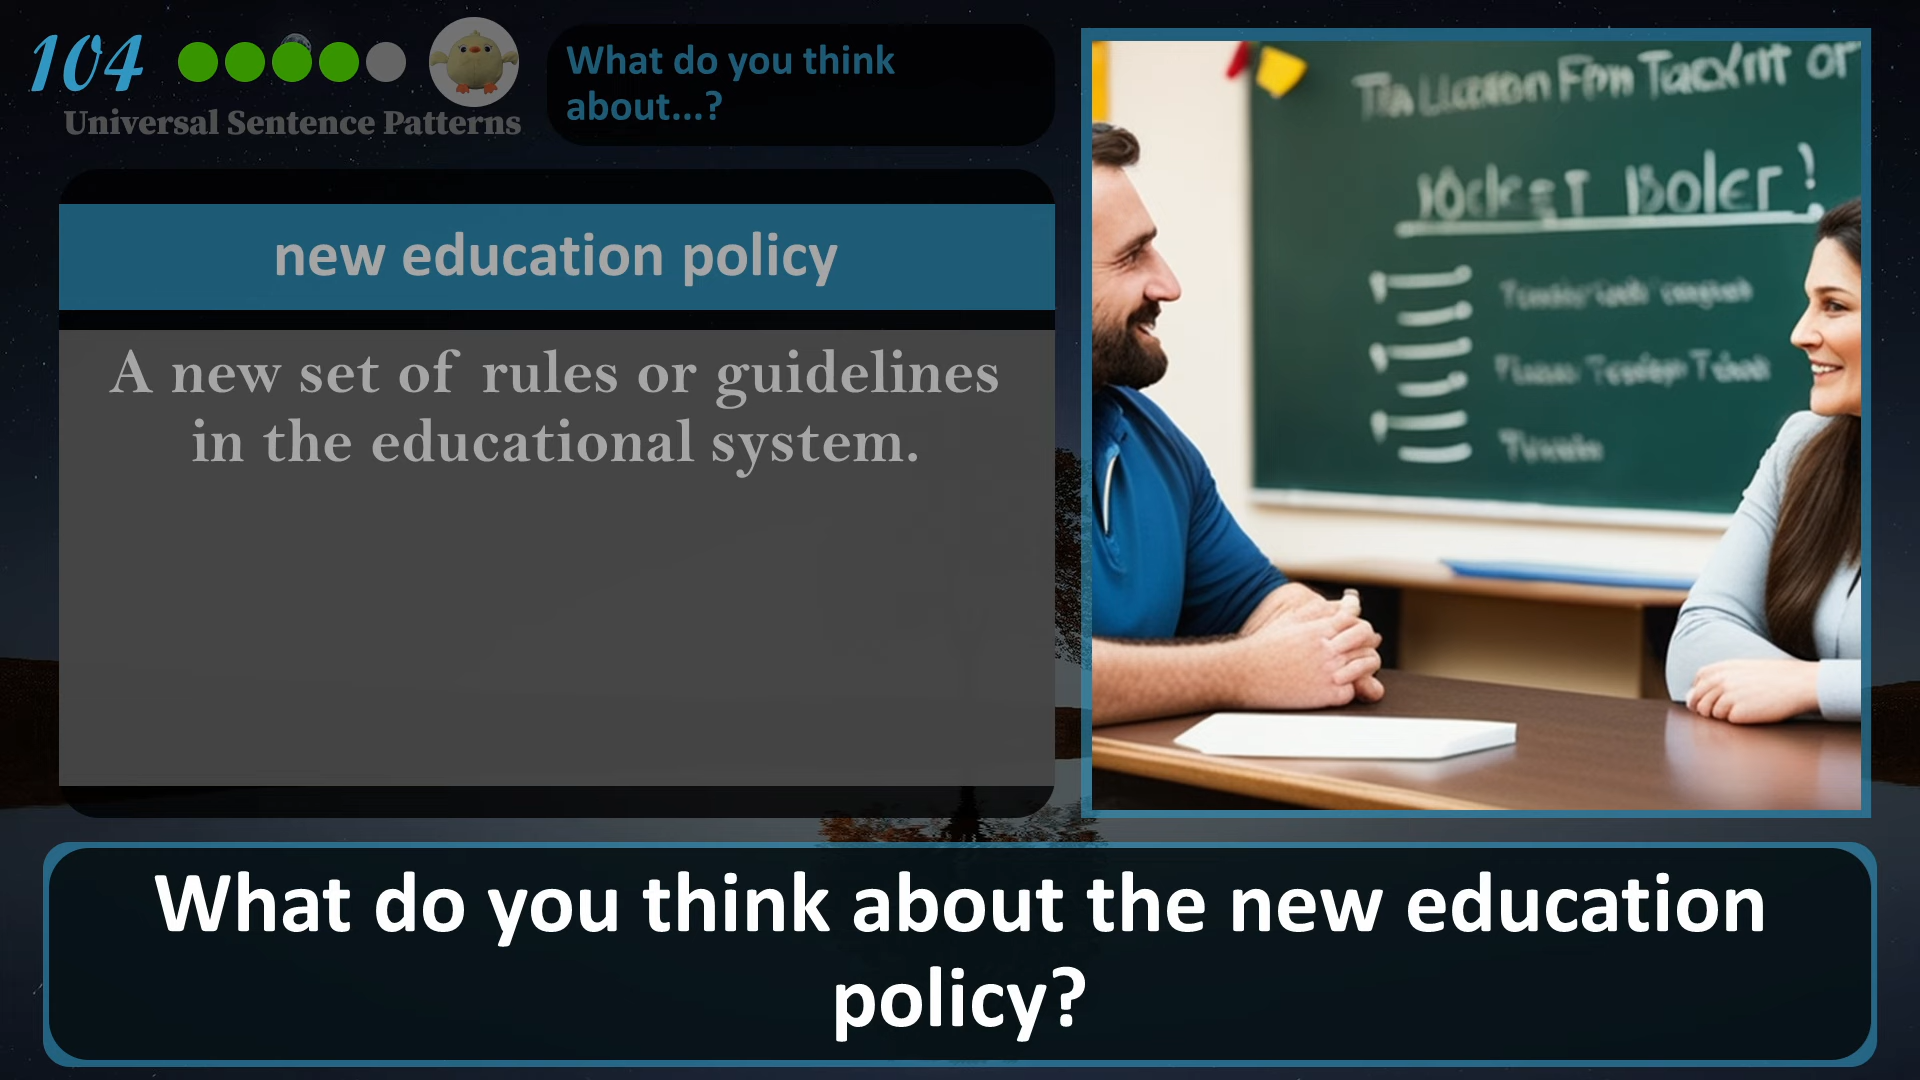 104
Universal Sentence Patterns
What do you think
about...?
new education policy
A new set of rules or guidelines
in the educational system.
What do you think about the new education
policy?